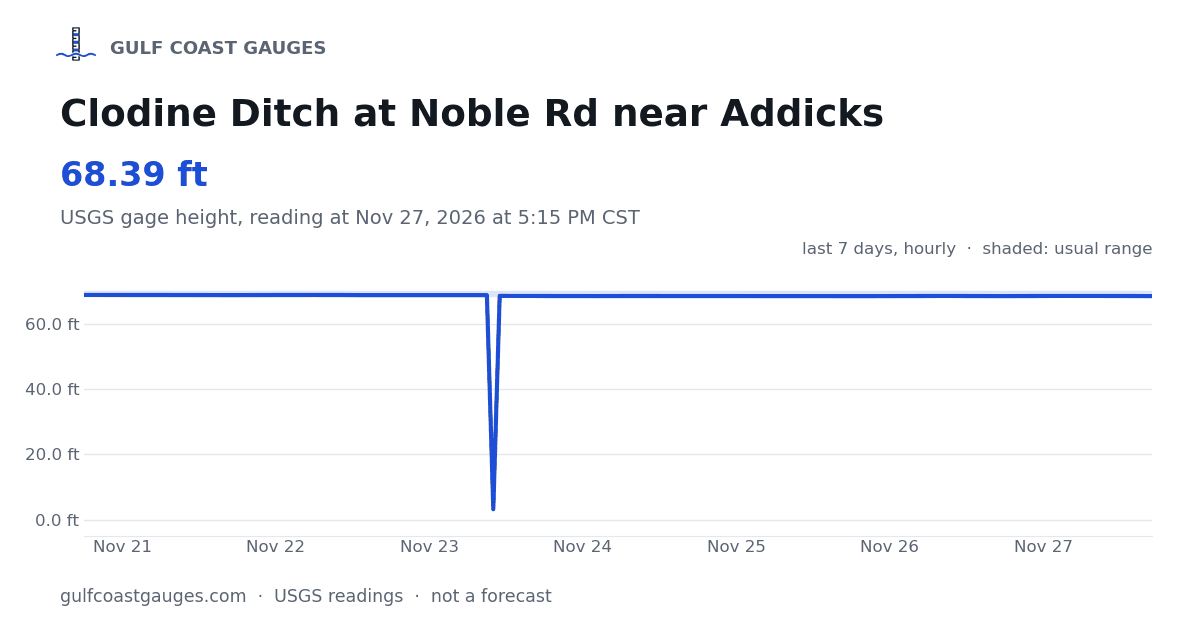 GULF COAST GAUGES
Clodine Ditch at Noble Rd near Addicks
68.39 ft
USGS gage height, reading at Nov 27, 2026 at 5:15 PM CST
last 7 days, hourly · shaded: usual range
60.0 ft
40.0 ft
20.0 ft
0.0 ft
Nov 21 Nov 22 Nov 23 Nov 24 Nov 25 Nov 26 Nov 27
gulfcoastgauges.com · USGS readings · not a forecast